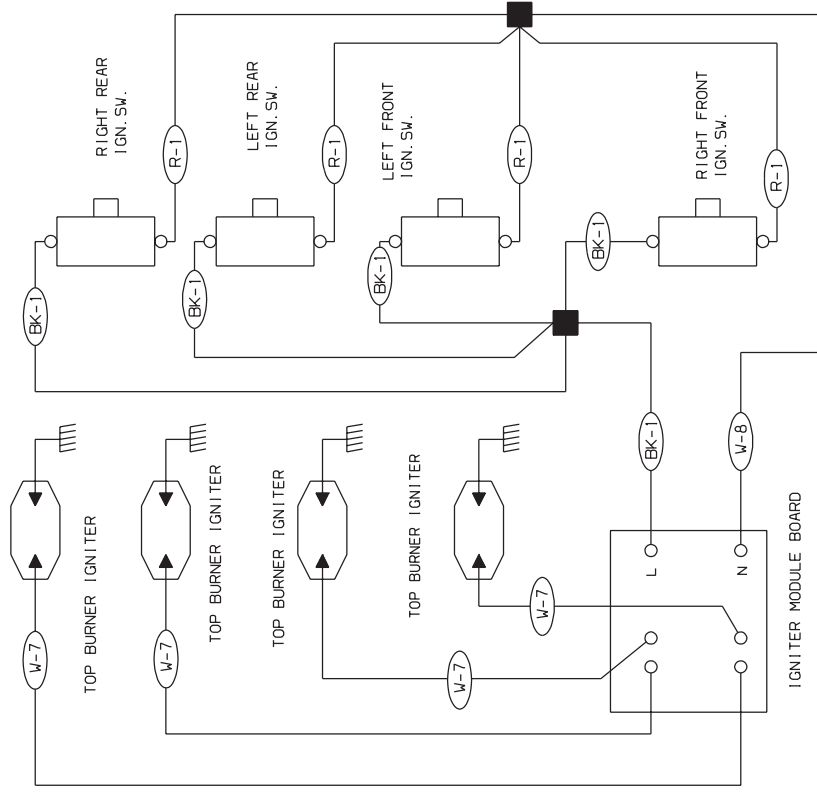 RIGHT REAR
IGN. SW.
LEFT REAR
IGN. SW.
LEFT FRONT
IGN. SW.
RIGHT FRONT
IGN. SW.
R-1
R-1
R-1
R-1
BK-1
BK-1
BK-1
BK-1
BK-1
W-8
TOP BURNER IGNITER
TOP BURNER IGNITER
TOP BURNER IGNITER
TOP BURNER IGNITER
W-7
W-7
W-7
W-7
L
N
IGNITER MODULE BOARD